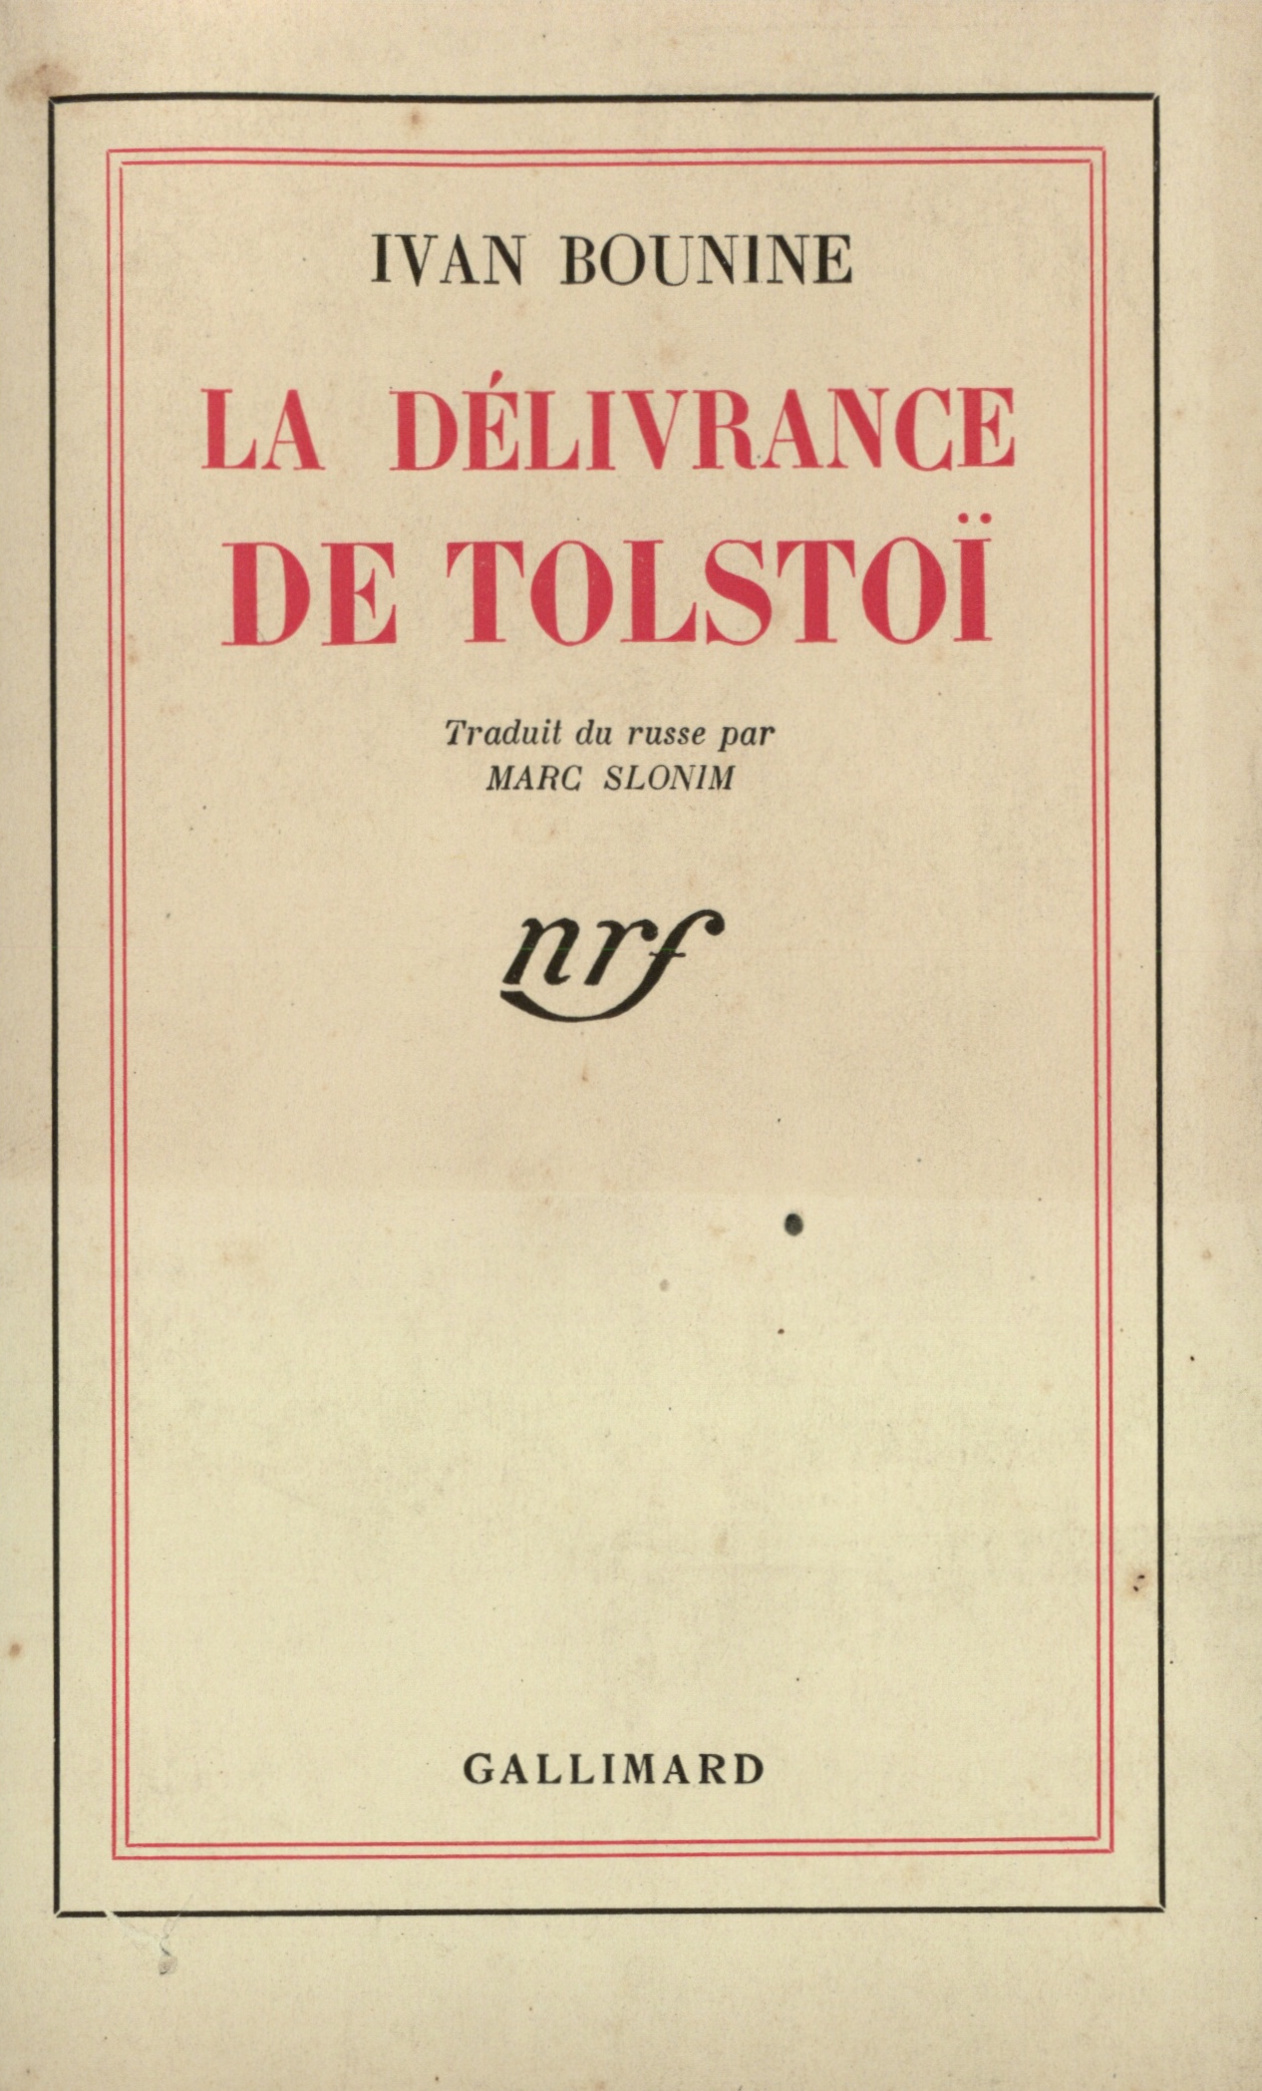 IVAN BOUNINE
LA DÉLIVRANCE
DE TOLSTOÏ
Traduit du russe par
MARC SLONIM
nrf
GALLIMARD